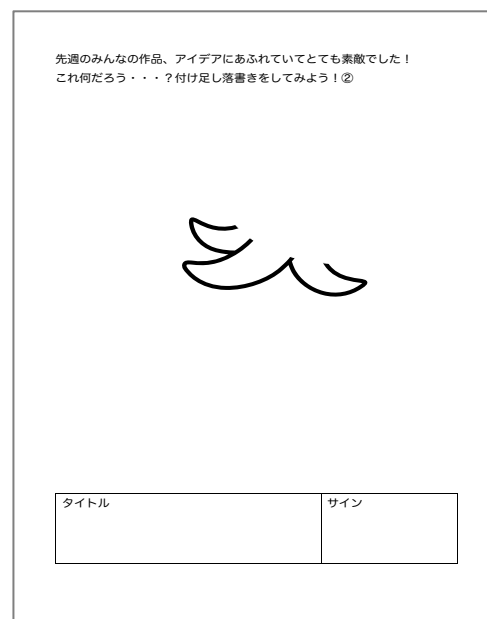 先週のみんなの作品、アイデアにあふれていてとても素敵でした！
これ何だろう・・・？付け足し落書きをしてみよう！②
タイトル
サイン